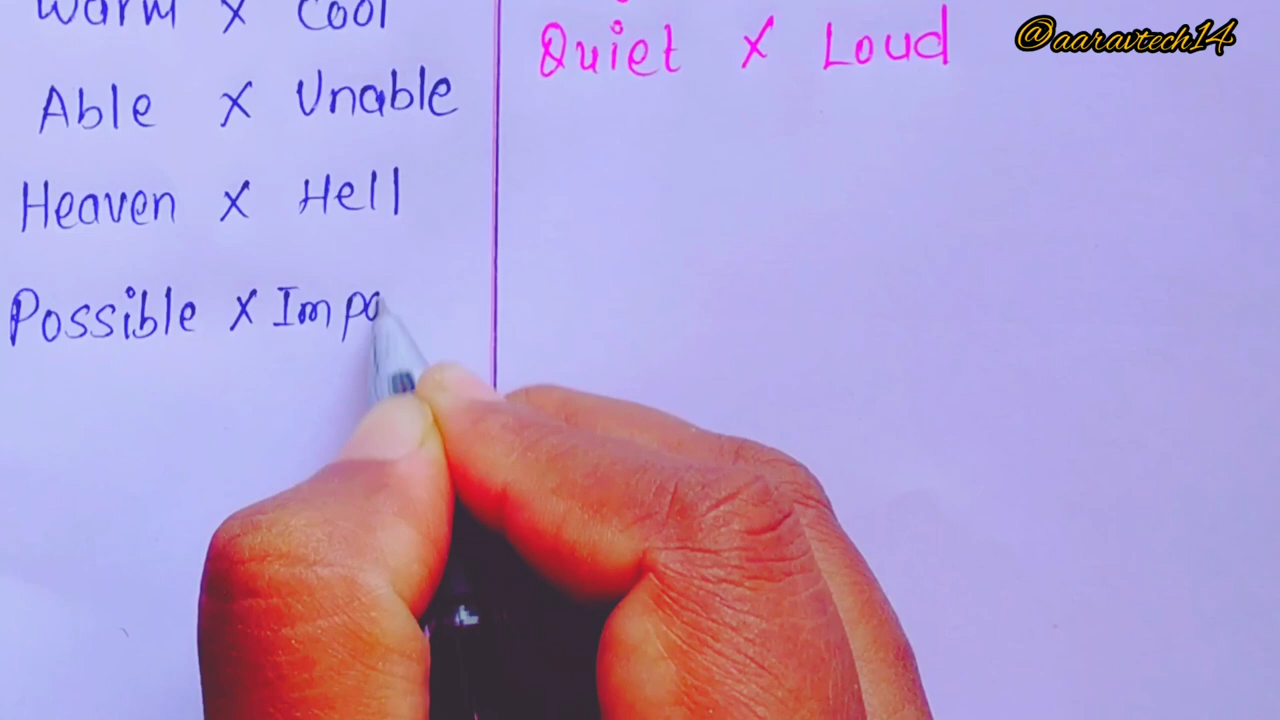 Warm X Cool
Able X Unable
Heaven X Hell
Possible X Impo
Quiet X Loud
@aaravtech14